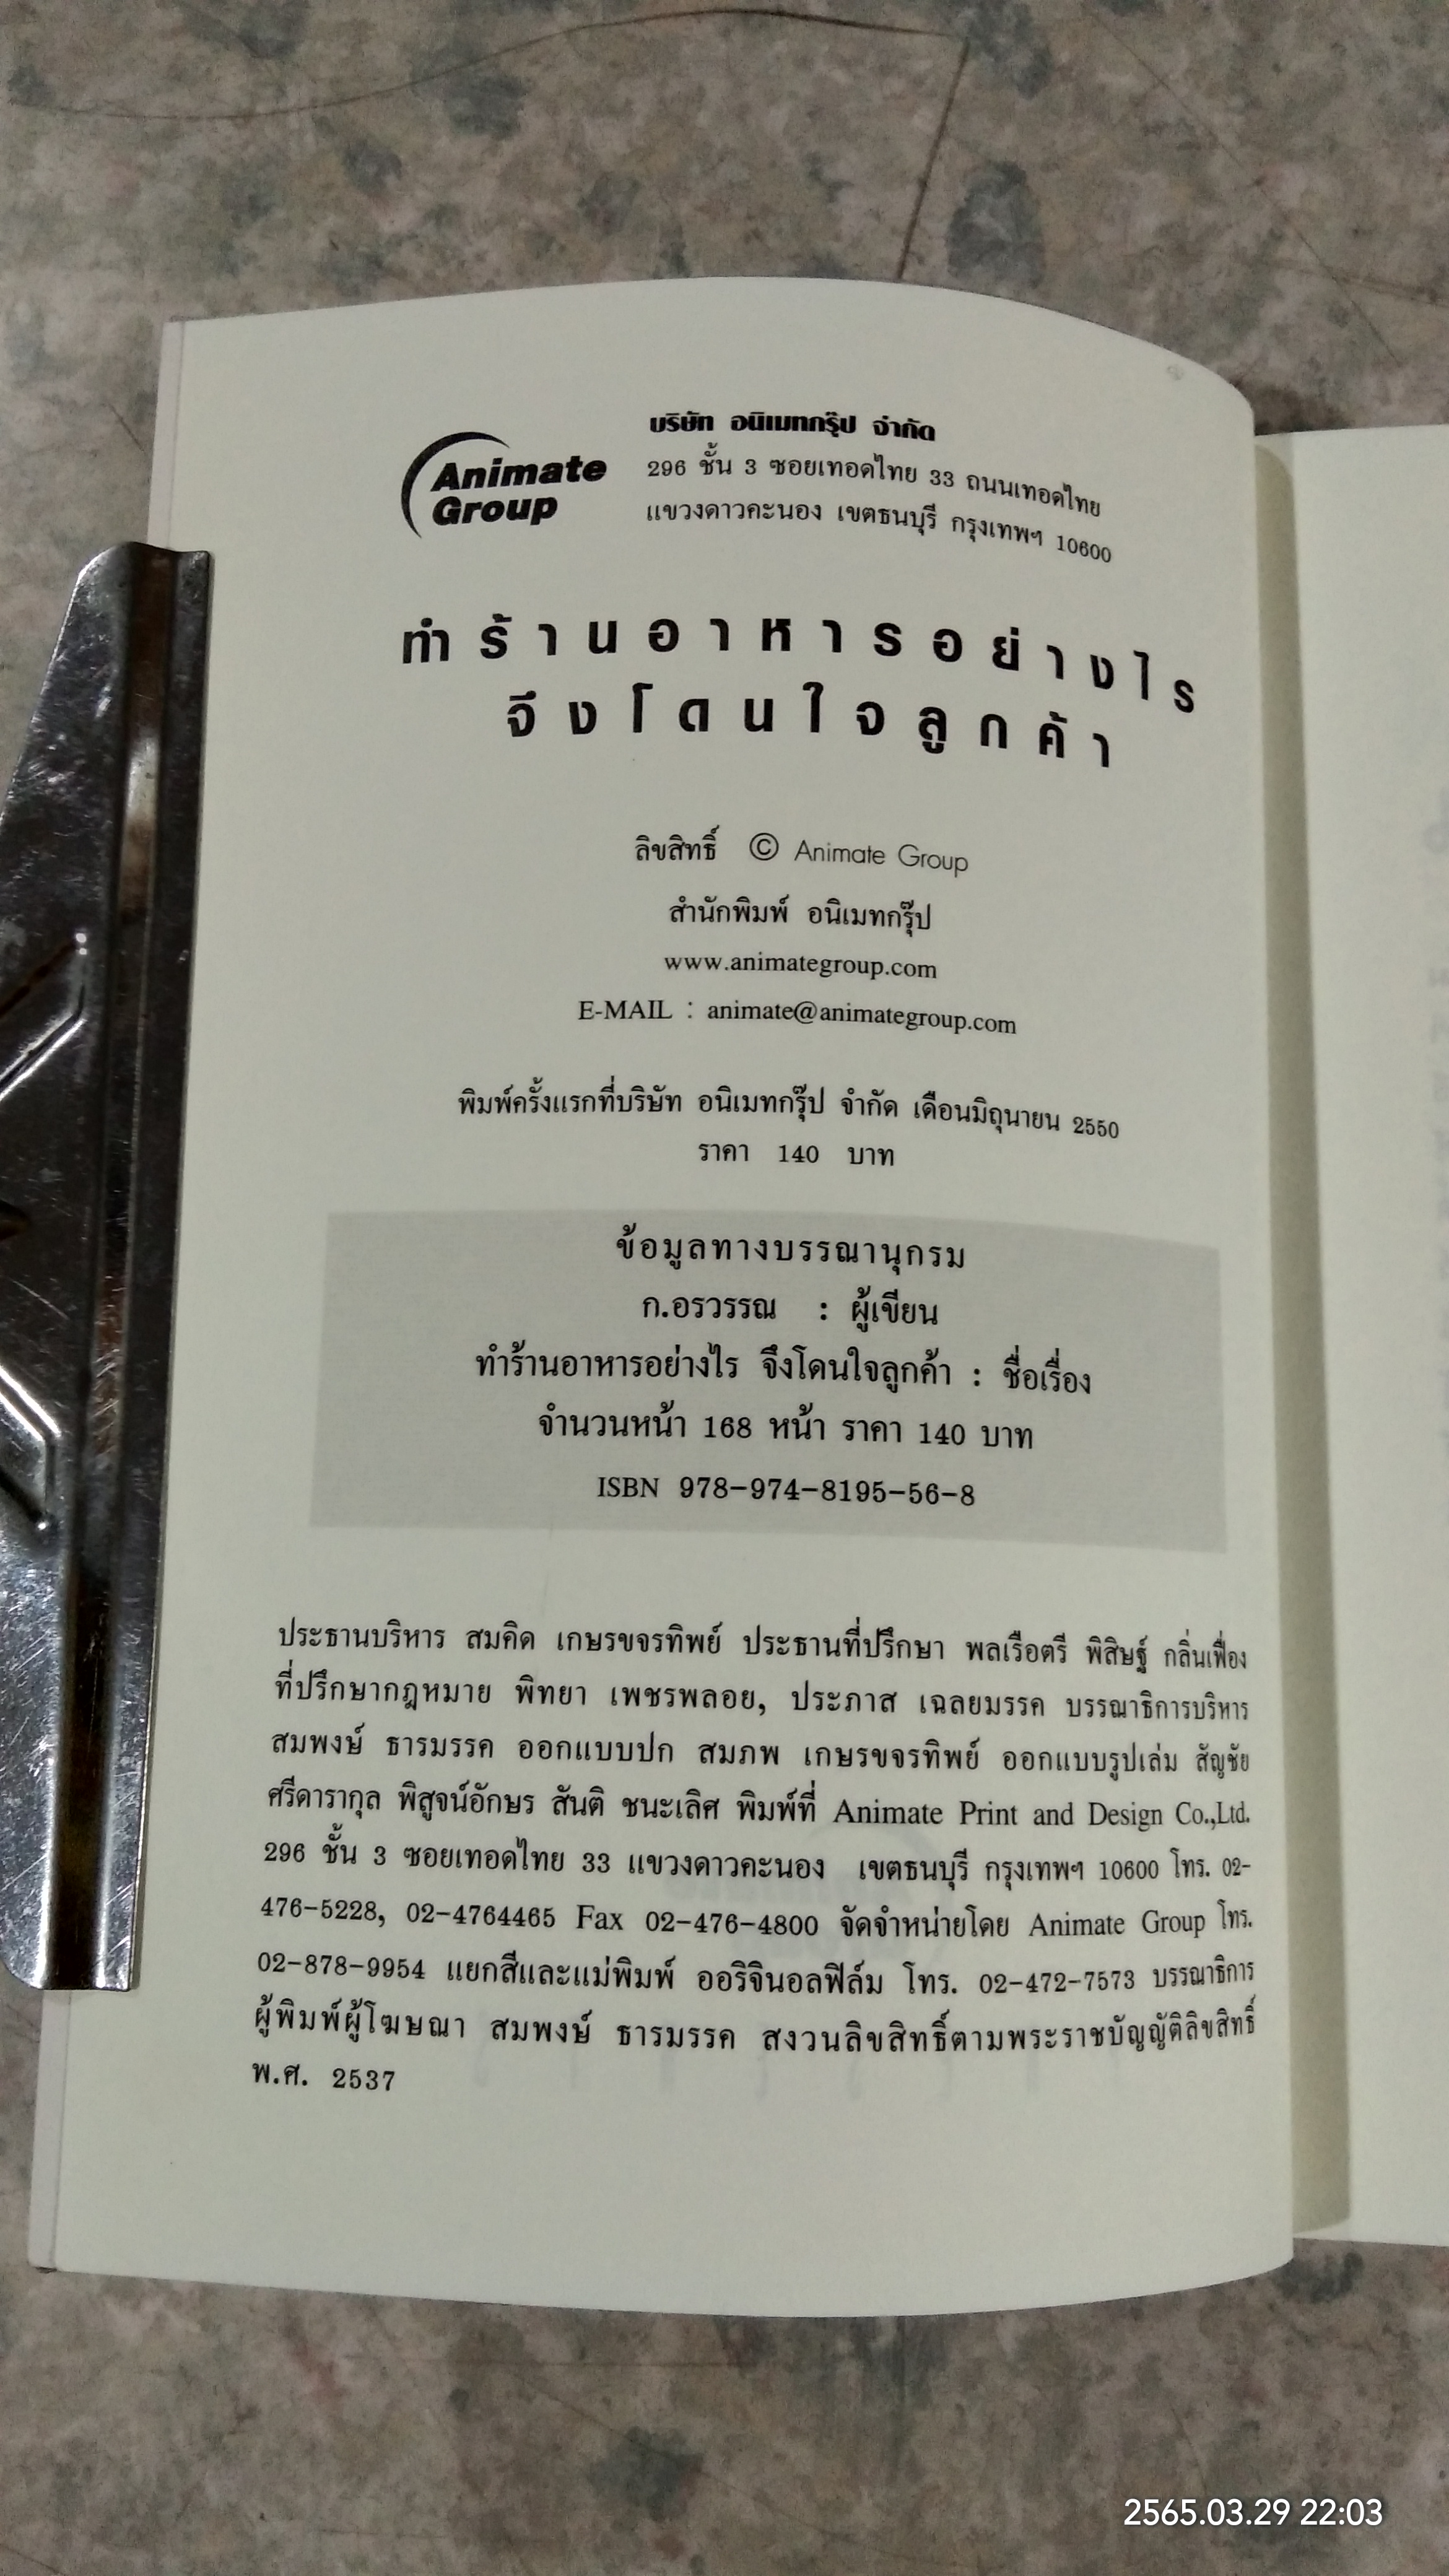 Animate
Group
บริษัท อนิเมทกรุ๊ป จำกัด
296 ชั้น 3 ซอยเทอดไทย 33 ถนนเทอดไทย
แขวงดาวคะนอง เขตธนบุรี กรุงเทพฯ 10600
ทำร้านอาหารอย่างไร
จึงโดนใจลูกค้า
ลิขสิทธิ์ © Animate Group
สำนักพิมพ์ อนิเมทกรุ๊ป
www.animategroup.com
E-MAIL : animate@animategroup.com
พิมพ์ครั้งแรกที่บริษัท อนิเมทกรุ๊ป จำกัด เดือนมิถุนายน 2550
ราคา 140 บาท
ข้อมูลทางบรรณานุกรม
ก.อรวรรณ : ผู้เขียน
ทำร้านอาหารอย่างไร จึงโดนใจลูกค้า : ชื่อเรื่อง
จำนวนหน้า 168 หน้า ราคา 140 บาท
ISBN 978-974-8195-56-8
ประธานบริหาร สมคิด เกษรขจรทิพย์ ประธานที่ปรึกษา พลเรือตรี พิสิษฐ์ กลิ่นเฟื่อง
ที่ปรึกษากฎหมาย พิทยา เพชรพลอย, ประภาส เฉลยมรรค บรรณาธิการบริหาร
สมพงษ์ ธารมรรค ออกแบบปก สมภพ เกษรขจรทิพย์ ออกแบบรูปเล่ม สัญชัย
ศรีดารากุล พิสูจน์อักษร สันติ ชนะเลิศ พิมพ์ที่ Animate Print and Design Co.,Ltd.
296 ชั้น 3 ซอยเทอดไทย 33 แขวงดาวคะนอง เขตธนบุรี กรุงเทพฯ 10600 โทร. 02-
476-5228, 02-4764465 Fax 02-476-4800 จัดจำหน่ายโดย Animate Group โทร.
02-878-9954 แยกสีและแม่พิมพ์ ออริจินอลฟิล์ม โทร. 02-472-7573 บรรณาธิการ
ผู้พิมพ์ผู้โฆษณา สมพงษ์ ธารมรรค สงวนลิขสิทธิ์ตามพระราชบัญญัติลิขสิทธิ์
พ.ศ. 2537
2565.03.29 22:03